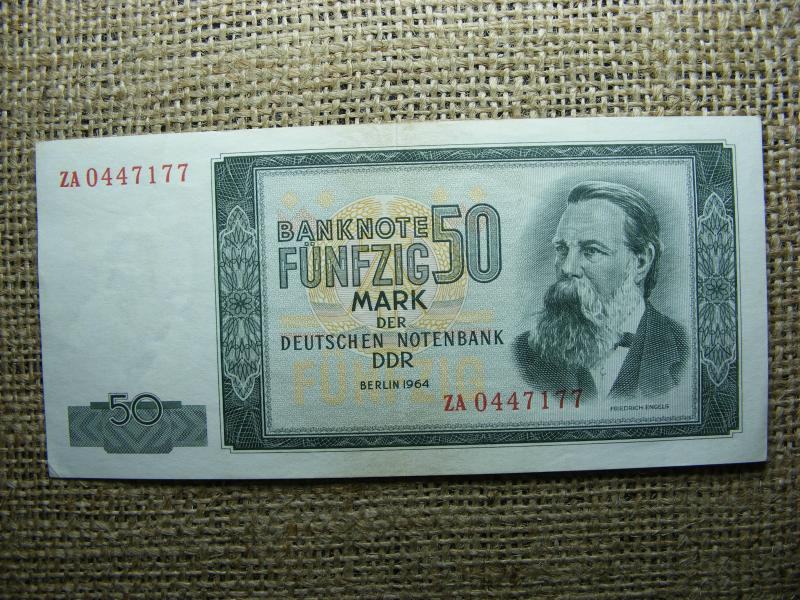 ZA 0447177
BANKNOTE 50
FÜNFZIG
MARK
DER
DEUTSCHEN NOTENBANK
DDR
BERLIN 1964
FÜNFZIG
ZA 0447177
FRIEDRICH ENGELS
50